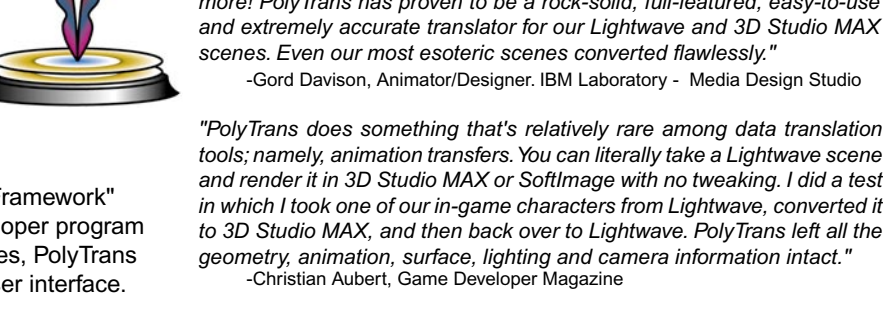 more! PolyTrans has proven to be a rock-solid, full-featured, easy-to-use
and extremely accurate translator for our Lightwave and 3D Studio MAX
scenes. Even our most esoteric scenes converted flawlessly."
-Gord Davison, Animator/Designer. IBM Laboratory - Media Design Studio
"PolyTrans does something that's relatively rare among data translation
tools; namely, animation transfers. You can literally take a Lightwave scene
and render it in 3D Studio MAX or SoftImage with no tweaking. I did a test
in which I took one of our in-game characters from Lightwave, converted it
to 3D Studio MAX, and then back over to Lightwave. PolyTrans left all the
geometry, animation, surface, lighting and camera information intact."
-Christian Aubert, Game Developer Magazine
ramework"
oper program
es, PolyTrans
er interface.